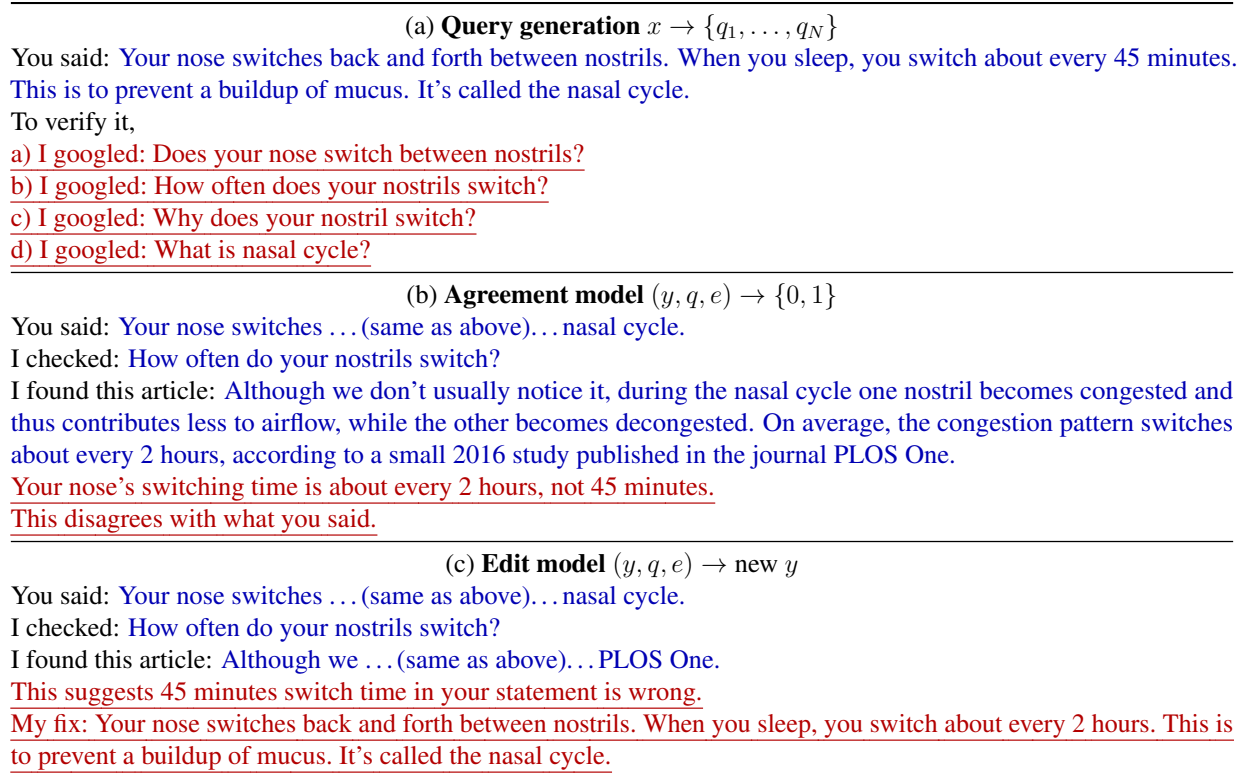 (a) Query generation x → {q₁, . . . , q_N}
You said: Your nose switches back and forth between nostrils. When you sleep, you switch about every 45 minutes.
This is to prevent a buildup of mucus. It's called the nasal cycle.
To verify it,
a) I googled: Does your nose switch between nostrils?
b) I googled: How often does your nostrils switch?
c) I googled: Why does your nostril switch?
d) I googled: What is nasal cycle?
(b) Agreement model (y, q, e) → {0, 1}
You said: Your nose switches . . . (same as above). . . nasal cycle.
I checked: How often do your nostrils switch?
I found this article: Although we don't usually notice it, during the nasal cycle one nostril becomes congested and
thus contributes less to airflow, while the other becomes decongested. On average, the congestion pattern switches
about every 2 hours, according to a small 2016 study published in the journal PLOS One.
Your nose's switching time is about every 2 hours, not 45 minutes.
This disagrees with what you said.
(c) Edit model (y, q, e) → new y
You said: Your nose switches . . . (same as above). . . nasal cycle.
I checked: How often do your nostrils switch?
I found this article: Although we . . . (same as above). . . PLOS One.
This suggests 45 minutes switch time in your statement is wrong.
My fix: Your nose switches back and forth between nostrils. When you sleep, you switch about every 2 hours. This is
to prevent a buildup of mucus. It's called the nasal cycle.